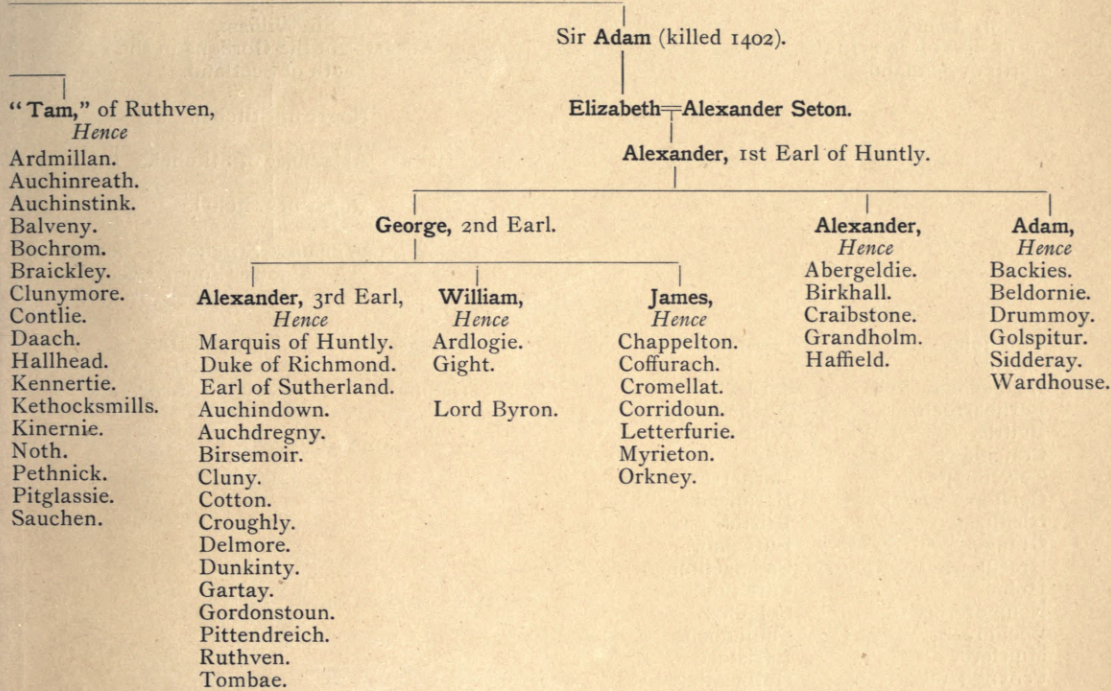 Sir Adam (killed 1402).
Elizabeth=Alexander Seton.
Alexander, 1st Earl of Huntly.
"Tam," of Ruthven,
Hence
Ardmillan.
Auchinreath.
Auchinstink.
Balveny.
Bochrom.
Braickley.
Clunymore.
Contlie.
Daach.
Hallhead.
Kennertie.
Kethocksmills.
Kinernie.
Noth.
Pethnick.
Pitglassie.
Sauchen.
George, 2nd Earl.
Alexander, 3rd Earl,
Hence
Marquis of Huntly.
Duke of Richmond.
Earl of Sutherland.
Auchindown.
Auchdregny.
Birsemoir.
Cluny.
Cotton.
Croughly.
Delmore.
Dunkinty.
Gartay.
Gordonstoun.
Pittendreich.
Ruthven.
Tombae.
William,
Hence
Ardlogie.
Gight.
Lord Byron.
James,
Hence
Chappelton.
Coffurach.
Cromellat.
Corridoun.
Letterfurie.
Myrieton.
Orkney.
Alexander,
Hence
Abergeldie.
Birkhall.
Craibstone.
Grandholm.
Haffield.
Adam,
Hence
Backies.
Beldornie.
Drummoy.
Golspitur.
Sidderay.
Wardhouse.